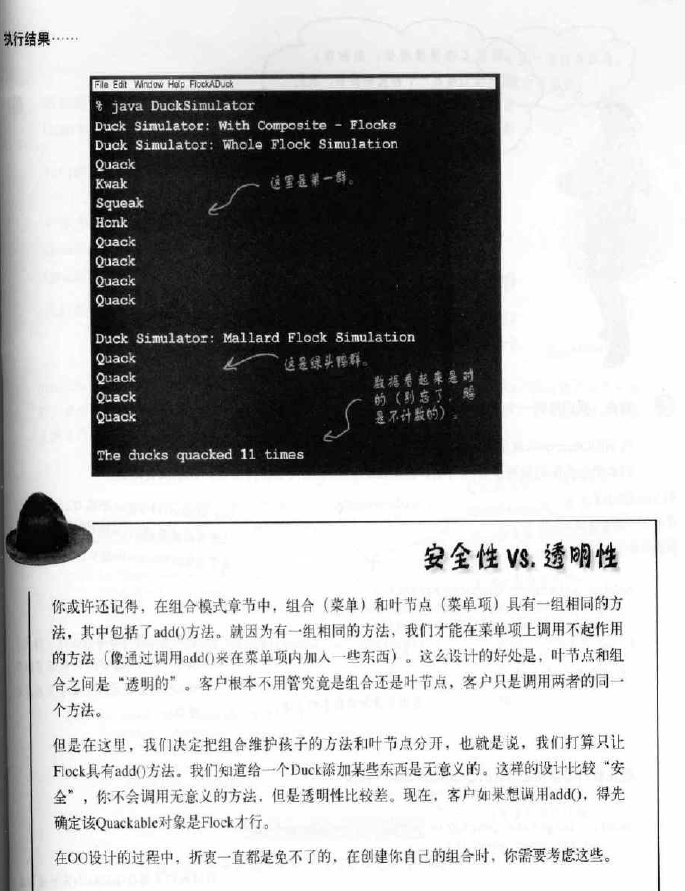 执行结果……
File Edit Window Help FlockADuck
% java DuckSimulator
Duck Simulator: With Composite - Flocks
Duck Simulator: Whole Flock Simulation
Quack
Kwak
这里是第一群。
Squeak
Honk
Quack
Quack
Quack
Quack
Duck Simulator: Mallard Flock Simulation
Quack
这是绿头鸭群。
Quack
Quack
Quack
数据看起来是对
的（别忘了，鹅
是不计数的）。
The ducks quacked 11 times
安全性 vs. 透明性
你或许还记得，在组合模式章节中，组合（菜单）和叶节点（菜单项）具有一组相同的方
法，其中包括了add()方法。就因为有一组相同的方法，我们才能在菜单项上调用不起作用
的方法（像通过调用add()来在菜单项内加入一些东西）。这么设计的好处是，叶节点和组
合之间是“透明的”。客户根本不用管究竟是组合还是叶节点，客户只是调用两者的同一
个方法。
但是在这里，我们决定把组合维护孩子的方法和叶节点分开，也就是说，我们打算只让
Flock具有add()方法。我们知道给一个Duck添加某些东西是无意义的。这样的设计比较“安
全”，你不会调用无意义的方法，但是透明性比较差。现在，客户如果想调用add()，得先
确定该Quackable对象是Flock才行。
在OO设计的过程中，折衷一直都是免不了的，在创建你自己的组合时，你需要考虑这些。